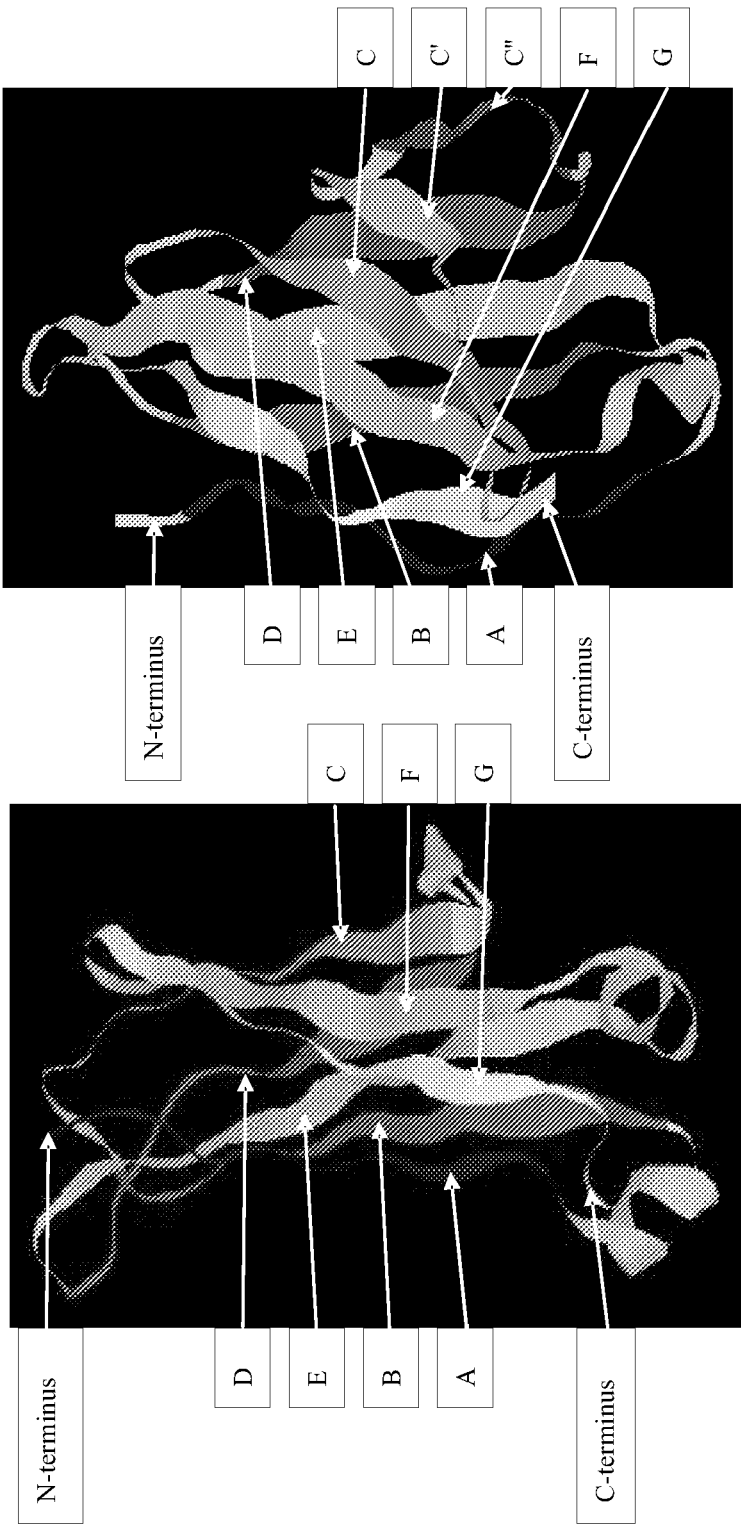 C
C'
C"
F
G
N-terminus
D
E
B
A
C-terminus
C
F
G
N-terminus
D
E
B
A
C-terminus